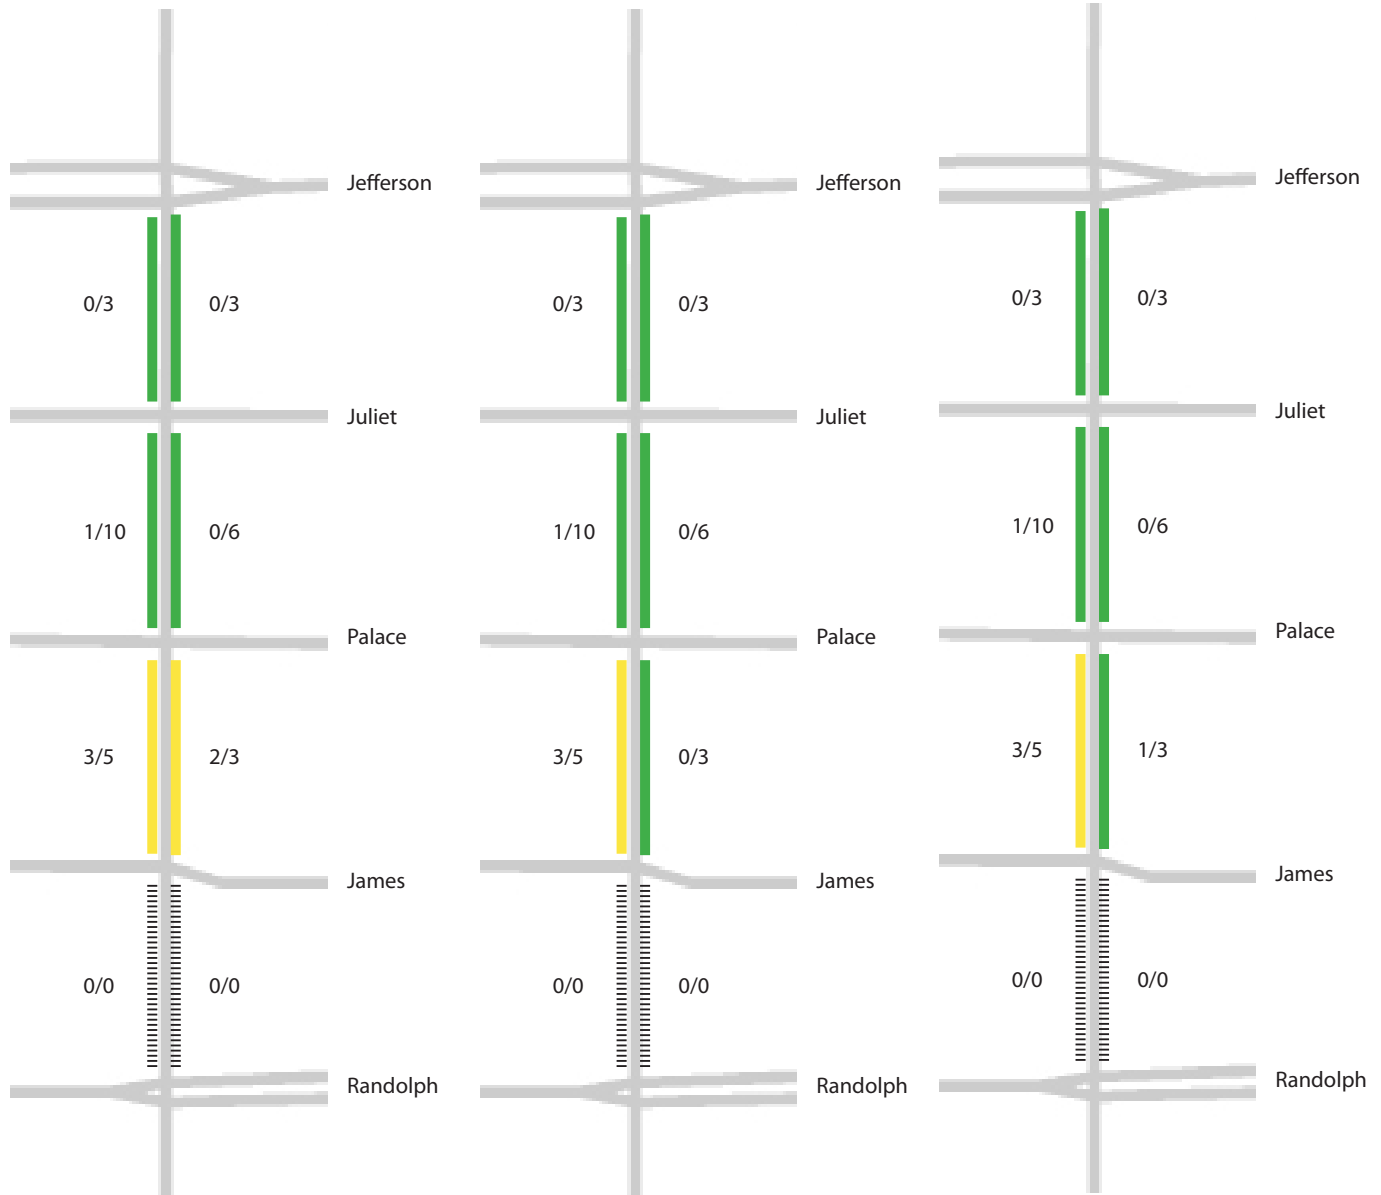 Jefferson Jefferson Jefferson
0/3 0/3 0/3 0/3 0/3 0/3
Juliet Juliet Juliet
1/10 0/6 1/10 0/6 1/10 0/6
Palace Palace Palace
3/5 2/3 3/5 0/3 3/5 1/3
James James James
0/0 0/0 0/0 0/0 0/0 0/0
Randolph Randolph Randolph